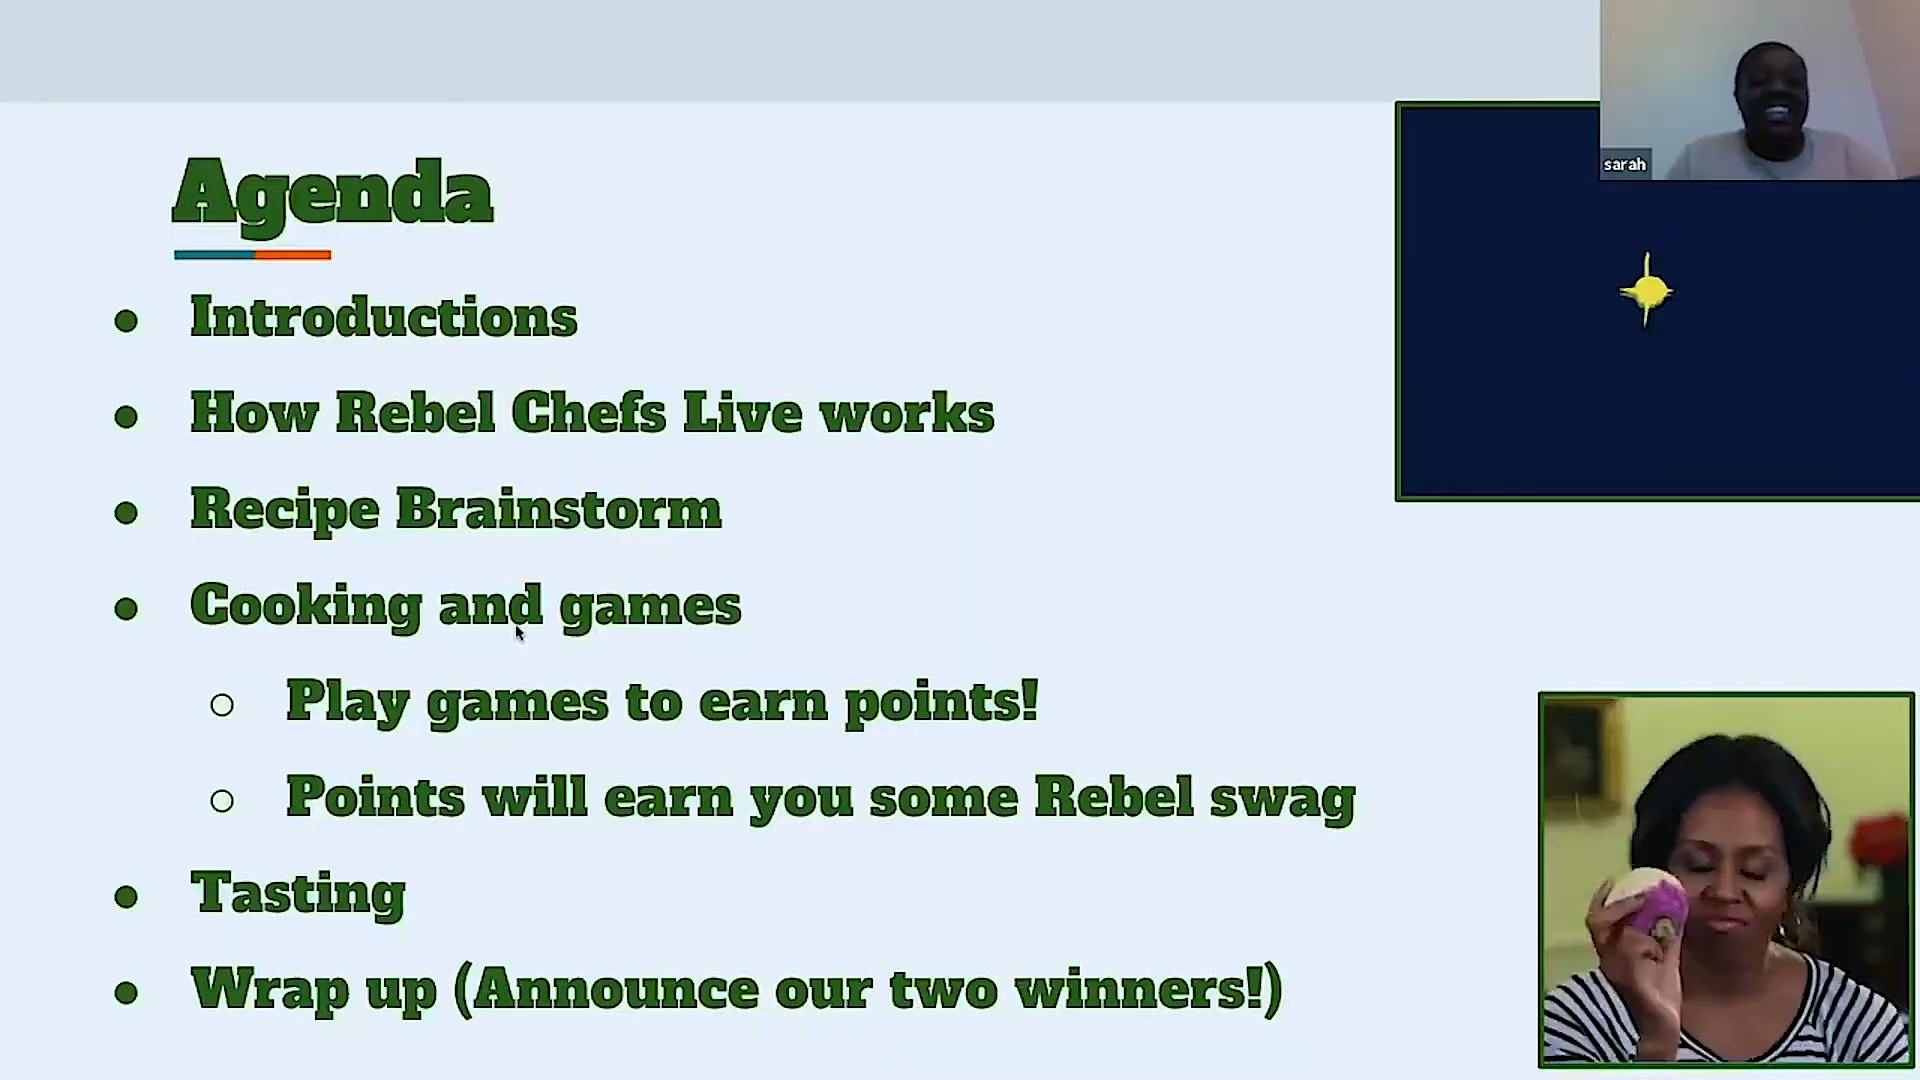 sarah
Agenda
Introductions
How Rebel Chefs Live works
Recipe Brainstorm
Cooking and games
Play games to earn points!
Points will earn you some Rebel swag
Tasting
Wrap up (Announce our two winners!)